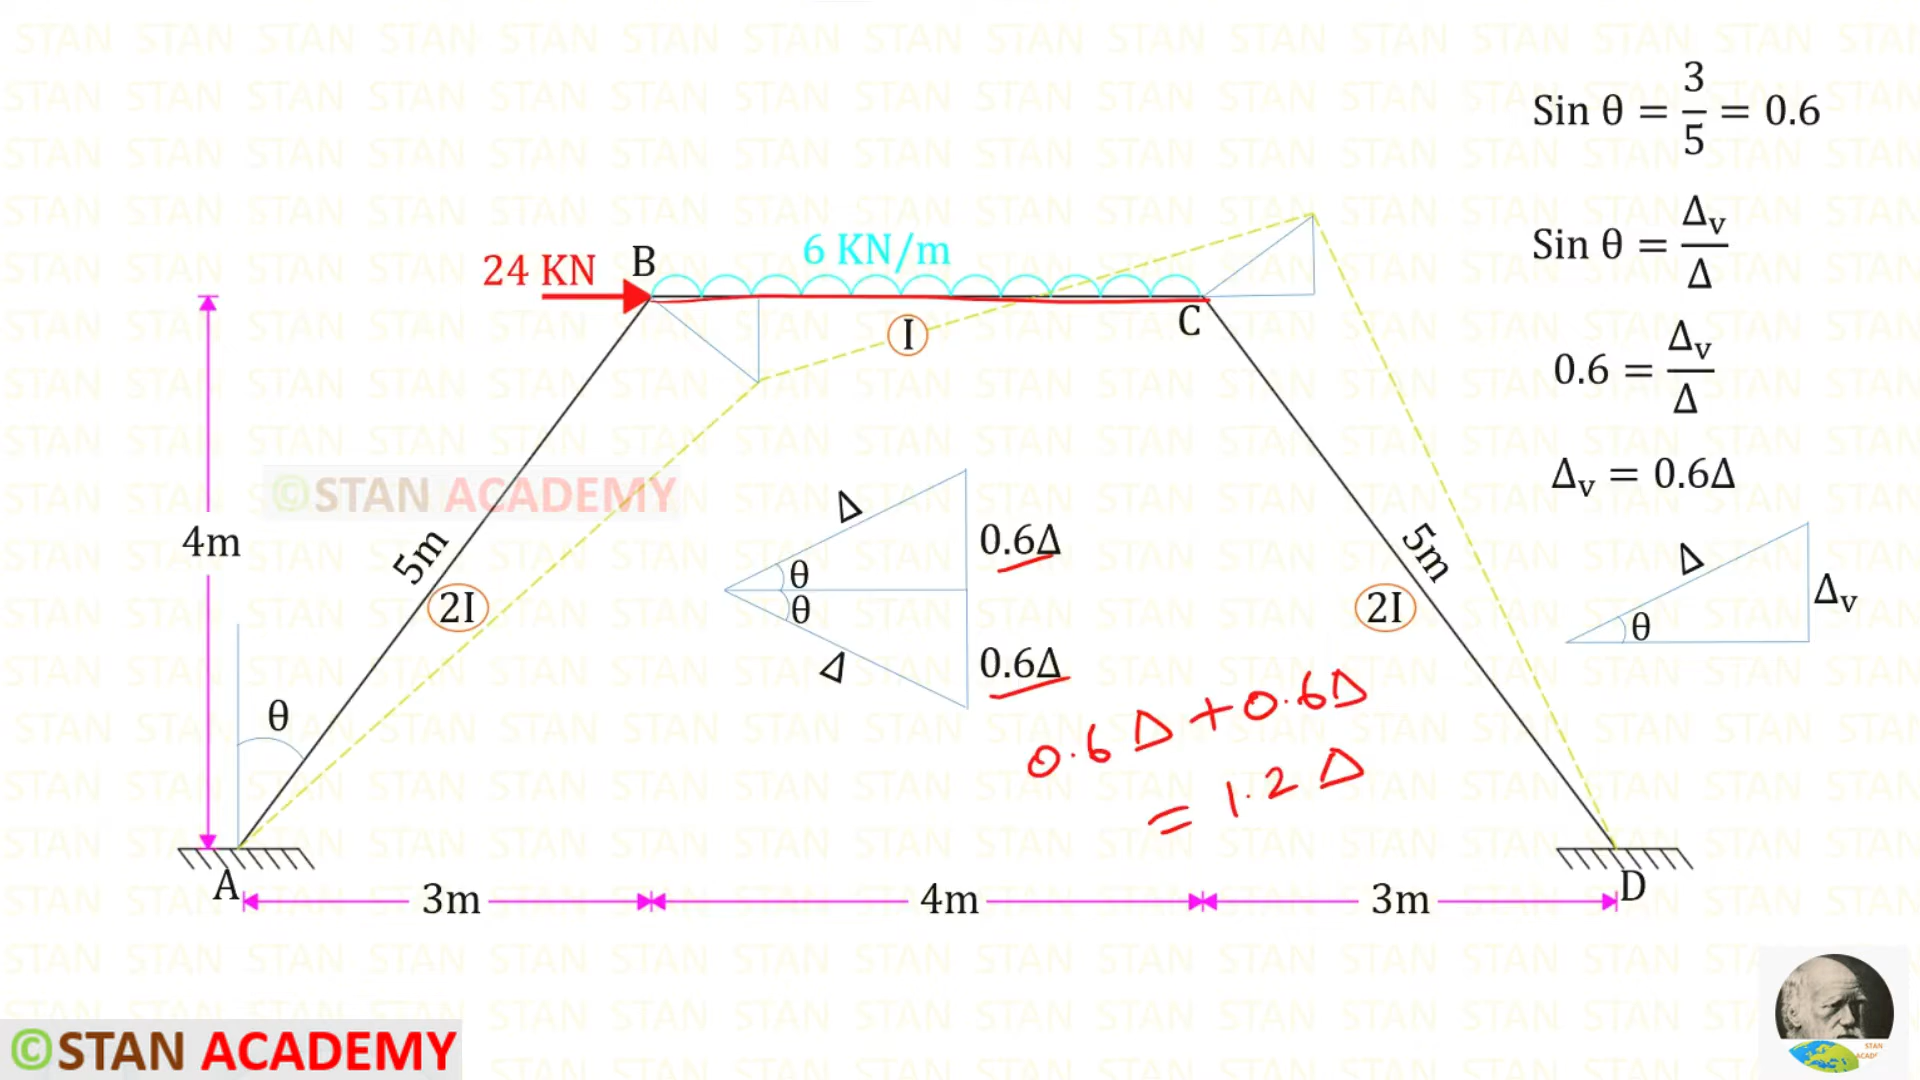 24 KN
B
6 KN/m
C
I
4m
5m
2I
θ
A
3m
4m
3m
D
5m
2I
Δ
0.6Δ
θ
θ
Δ
0.6Δ
0.6Δ+0.6Δ
= 1.2Δ
Sin θ = 3/5 = 0.6
Sin θ = Δv/Δ
0.6 = Δv/Δ
Δv = 0.6Δ
Δ
θ
Δv
©STAN ACADEMY
©STAN ACADEMY
STAN